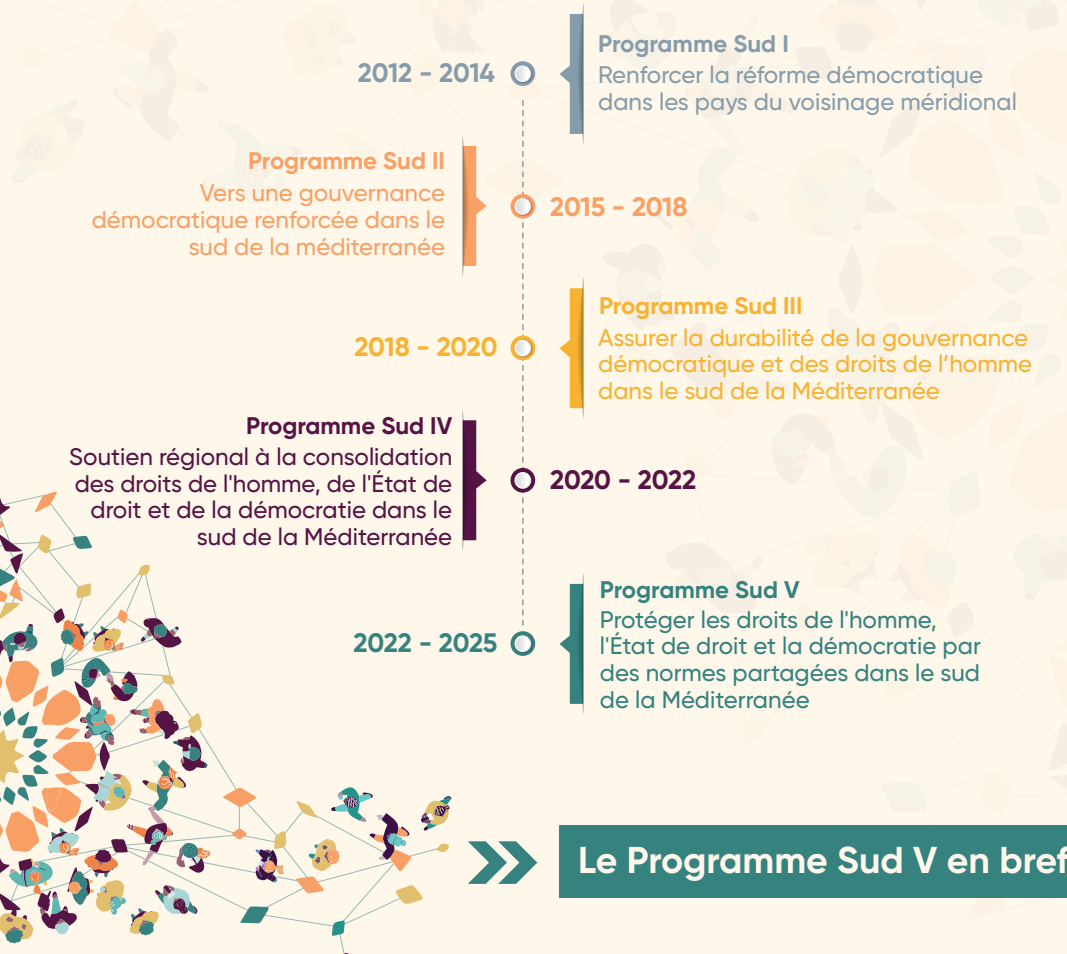 Programme Sud I
2012 - 2014
Renforcer la réforme démocratique
dans les pays du voisinage méridional
Programme Sud II
Vers une gouvernance
démocratique renforcée dans le
sud de la méditerranée
2015 - 2018
Programme Sud III
2018 - 2020
Assurer la durabilité de la gouvernance
démocratique et des droits de l’homme
dans le sud de la Méditerranée
Programme Sud IV
Soutien régional à la consolidation
des droits de l'homme, de l'État de
droit et de la démocratie dans le
sud de la Méditerranée
2020 - 2022
Programme Sud V
2022 - 2025
Protéger les droits de l'homme,
l'État de droit et la démocratie par
des normes partagées dans le sud
de la Méditerranée
Le Programme Sud V en bref